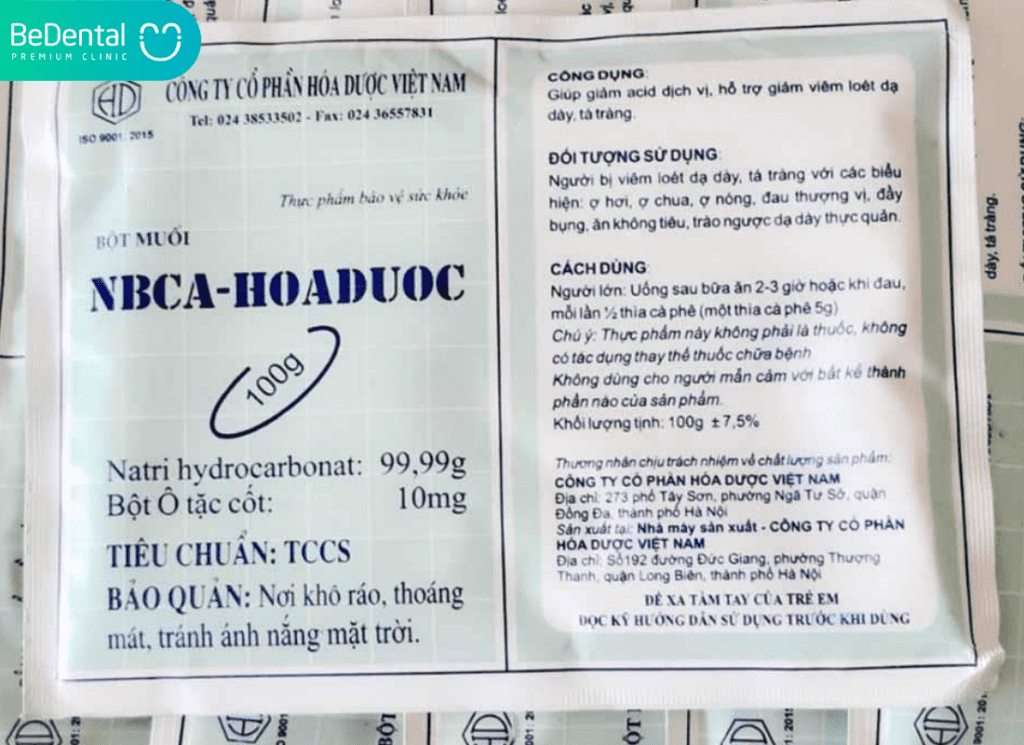 BeDental
PREMIUM CLINIC
HD
ISO 9001: 2015
CÔNG TY CỔ PHẦN HÓA DƯỢC VIỆT NAM
Tel: 024 38533502 - Fax: 024 36557831
Thực phẩm bảo vệ sức khỏe
BỘT MUỐI
NBCA-HOADUOC
100g
Natri hydrocarbonat: 99,99g
Bột Ô tặc cốt: 10mg
TIÊU CHUẨN: TCCS
BẢO QUẢN: Nơi khô ráo, thoáng
mát, tránh ánh nắng mặt trời.
CÔNG DỤNG:
Giúp giảm acid dịch vị, hỗ trợ giảm viêm loét dạ
dày, tá tràng.
ĐỐI TƯỢNG SỬ DỤNG:
Người bị viêm loét dạ dày, tá tràng với các biểu
hiện: ợ hơi, ợ chua, ợ nóng, đau thượng vị, đầy
bụng, ăn không tiêu, trào ngược dạ dày thực quản.
CÁCH DÙNG:
Người lớn: Uống sau bữa ăn 2-3 giờ hoặc khi đau,
mỗi lần ½ thìa cà phê (một thìa cà phê 5g)
Chú ý: Thực phẩm này không phải là thuốc, không
có tác dụng thay thế thuốc chữa bệnh
Không dùng cho người mẫn cảm với bất kể thành
phần nào của sản phẩm.
Khối lượng tịnh: 100g ±7,5%
Thương nhân chịu trách nhiệm về chất lượng sản phẩm:
CÔNG TY CỔ PHẦN HÓA DƯỢC VIỆT NAM
Địa chỉ: 273 phố Tây Sơn, phường Ngã Tư Sở, quận
Đống Đa, thành phố Hà Nội
Sản xuất tại: Nhà máy sản xuất - CÔNG TY CỔ PHẦN
HÓA DƯỢC VIỆT NAM
Địa chỉ: Số192 đường Đức Giang, phường Thượng
Thanh, quận Long Biên, thành phố Hà Nội
ĐỂ XA TẦM TAY CỦA TRẺ EM
ĐỌC KỸ HƯỚNG DẪN SỬ DỤNG TRƯỚC KHI DÙNG
dày, tá tràng.